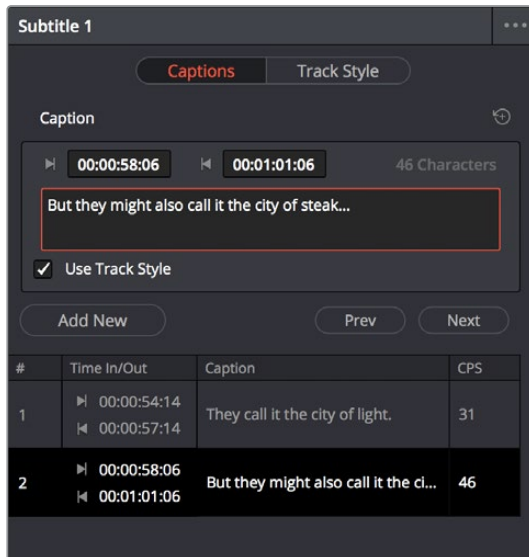 Subtitle 1
Captions Track Style
Caption
00:00:58:06 00:01:01:06 46 Characters
But they might also call it the city of steak...
Use Track Style
Add New Prev Next
# Time In/Out Caption CPS
1 00:00:54:14 00:00:57:14 They call it the city of light. 31
2 00:00:58:06 00:01:01:06 But they might also call it the ci... 46